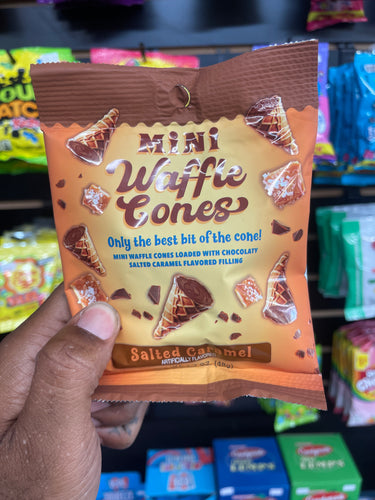 MINI
Waffle
Cones
Only the best bit of the cone!
MINI WAFFLE CONES LOADED WITH CHOCOLATY
SALTED CARAMEL FLAVORED FILLING
Salted Caramel
ARTIFICIALLY FLAVORED
(48g)